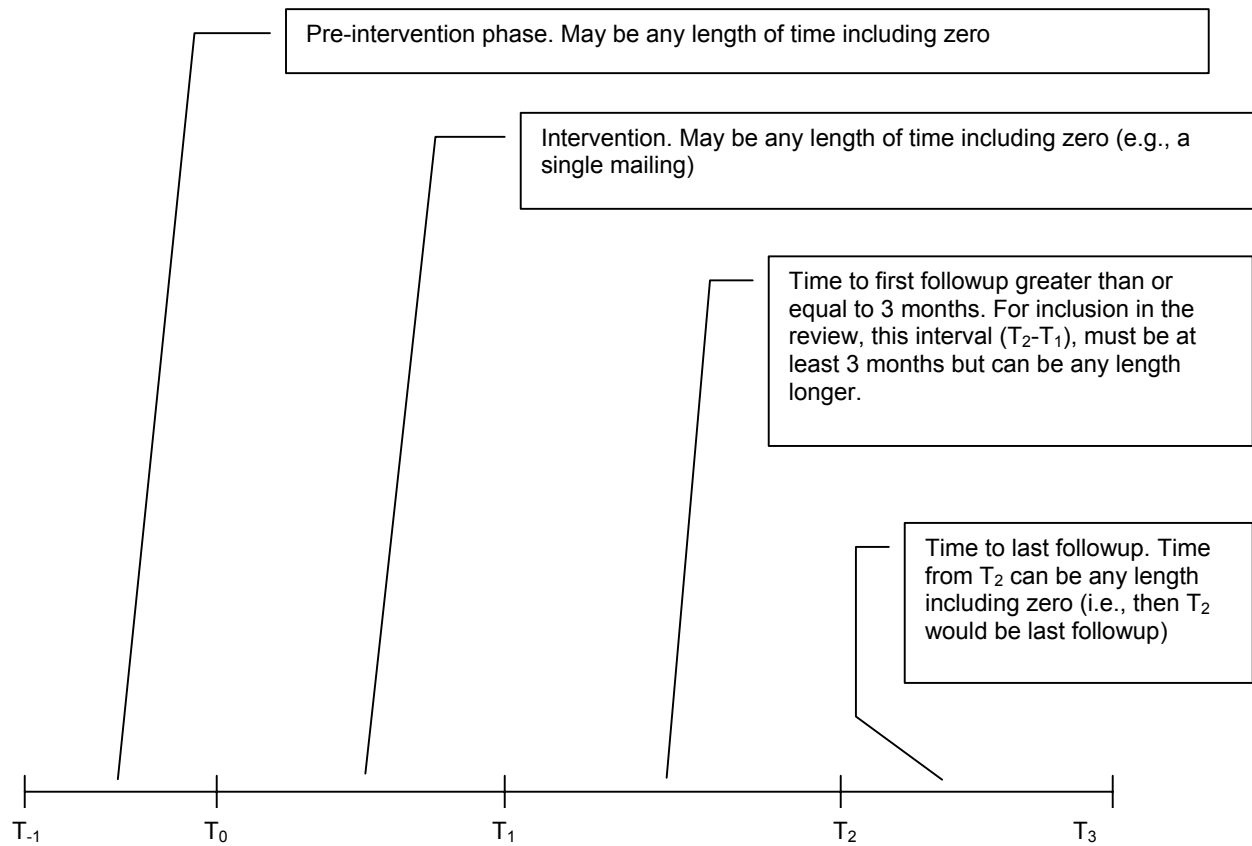 Pre-intervention phase. May be any length of time including zero
Intervention. May be any length of time including zero (e.g., a
single mailing)
Time to first followup greater than or
equal to 3 months. For inclusion in the
review, this interval (T₂-T₁), must be at
least 3 months but can be any length
longer.
Time to last followup. Time
from T₂ can be any length
including zero (i.e., then T₂
would be last followup)
T₋₁ T₀ T₁ T₂ T₃